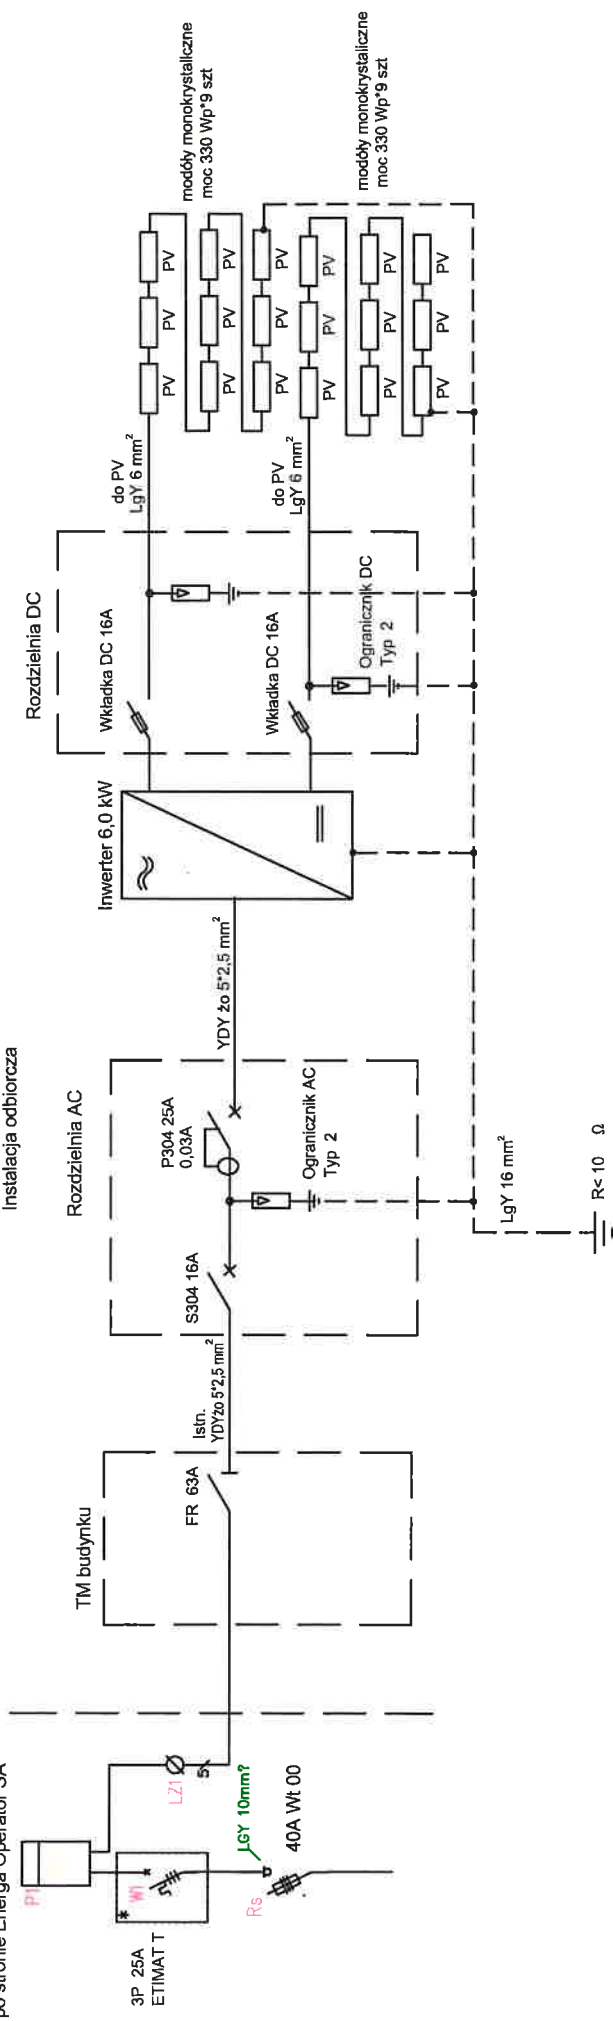 po stronie Energa Operator SA
P1
3P 25A
ETIMAT T
*
W1
5
LZ1
5
LGY 10mm?
Rs
40A Wt 00
TM budynku
FR 63A
Istn.
YDYżo 5*2,5 mm²
Instalacja odbiorcza
Rozdzielnia AC
S304 16A
P304 25A
0,03A
Ogranicznik AC
Typ 2
YDY żo 5*2,5 mm²
Inwerter 6,0 kW
Rozdzielnia DC
Wkładka DC 16A
Wkładka DC 16A
Ogranicznik DC
Typ 2
do PV
LgY 6 mm²
do PV
LgY 6 mm²
PV PV PV
PV PV PV
PV PV PV
PV PV PV
PV PV PV
PV PV PV
modóły monokrystaliczne
moc 330 Wp*9 szt
modóły monokrystaliczne
moc 330 Wp*9 szt
LgY 16 mm²
R< 10 Ω